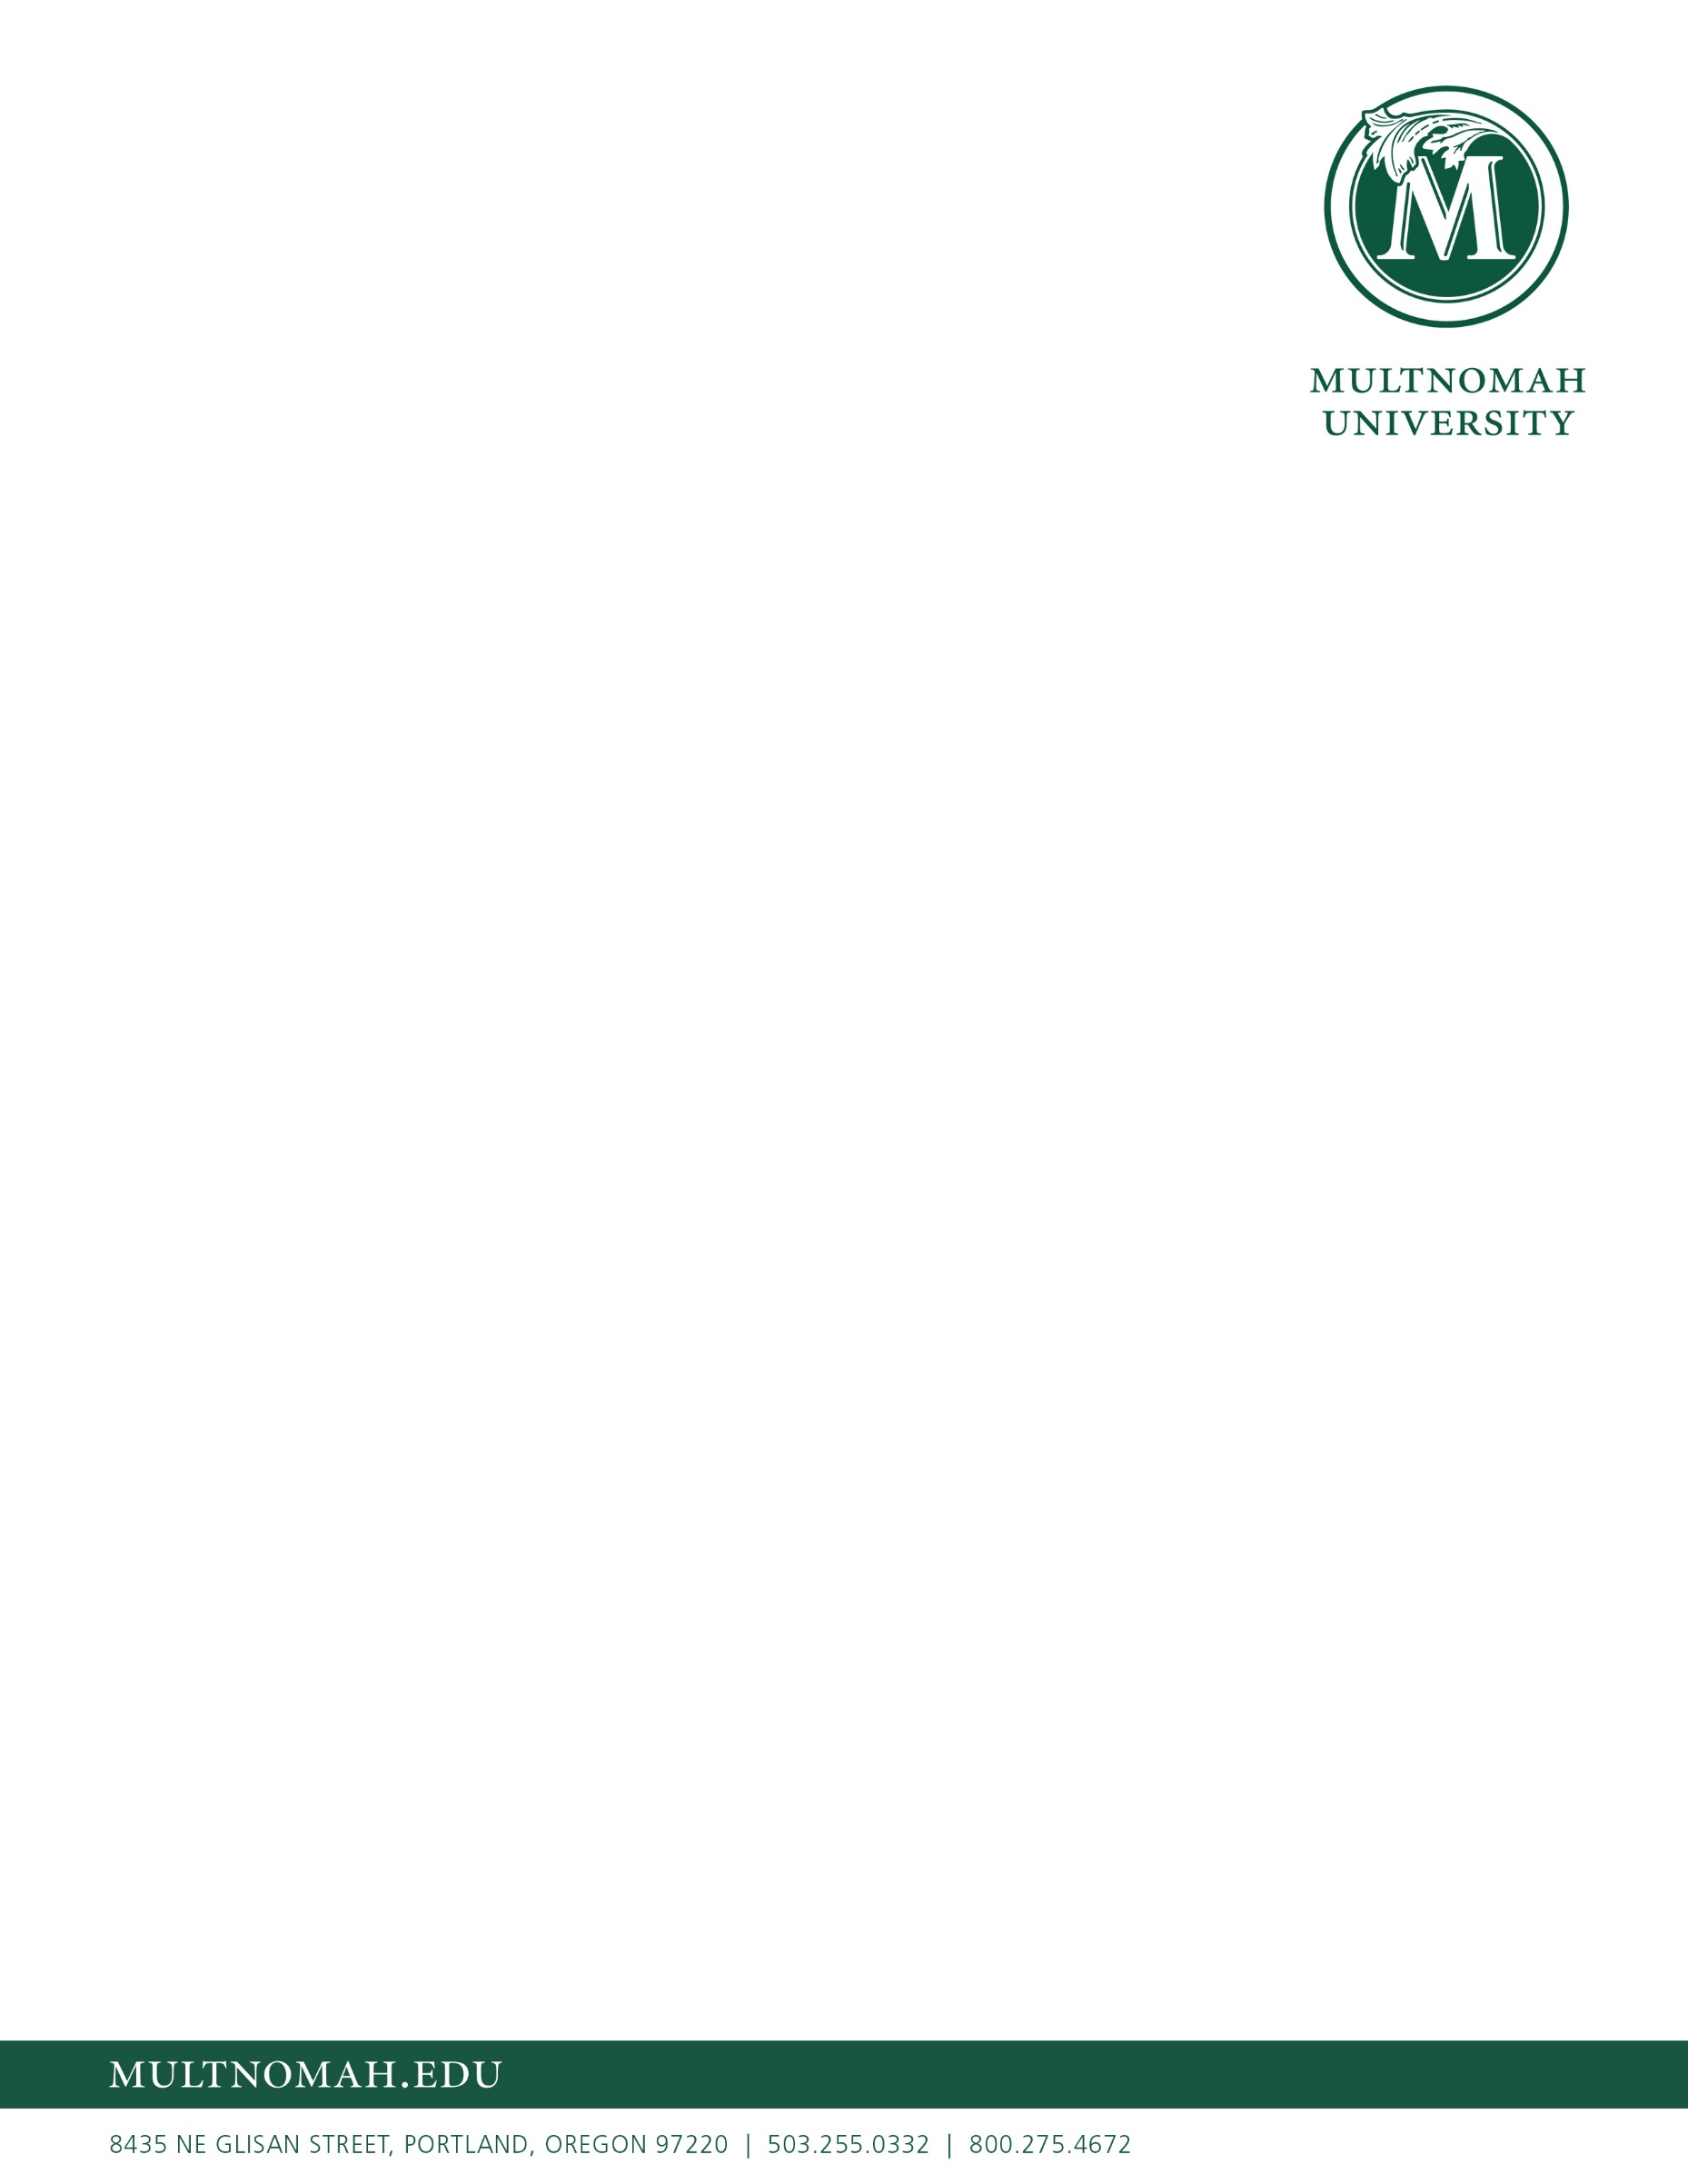 M
MULTNOMAH
UNIVERSITY
MULTNOMAH.EDU
8435 NE GLISAN STREET, PORTLAND, OREGON 97220 | 503.255.0332 | 800.275.4672